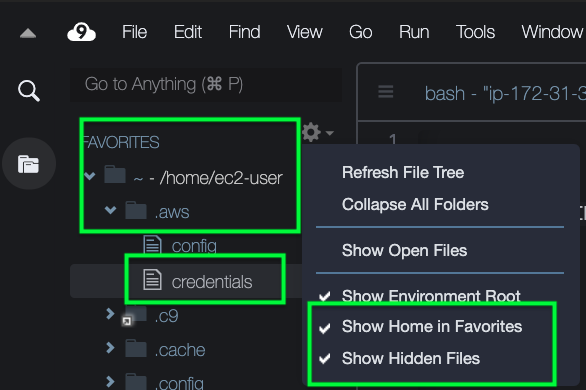 9 File Edit Find View Go Run Tools Window
Go to Anything (⌘ P)
bash - "ip-172-31-3
1
FAVORITES
~ - /home/ec2-user
.aws
config
credentials
.c9
.cache
.config
Refresh File Tree
Collapse All Folders
Show Open Files
Show Environment Root
Show Home in Favorites
Show Hidden Files